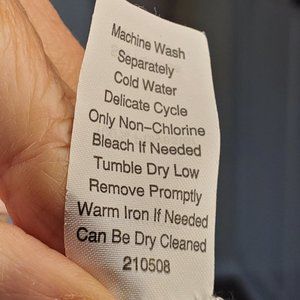 Machine Wash
Separately
Cold Water
Delicate Cycle
Only Non-Chlorine
Bleach If Needed
Tumble Dry Low
Remove Promptly
Warm Iron If Needed
Can Be Dry Cleaned
210508